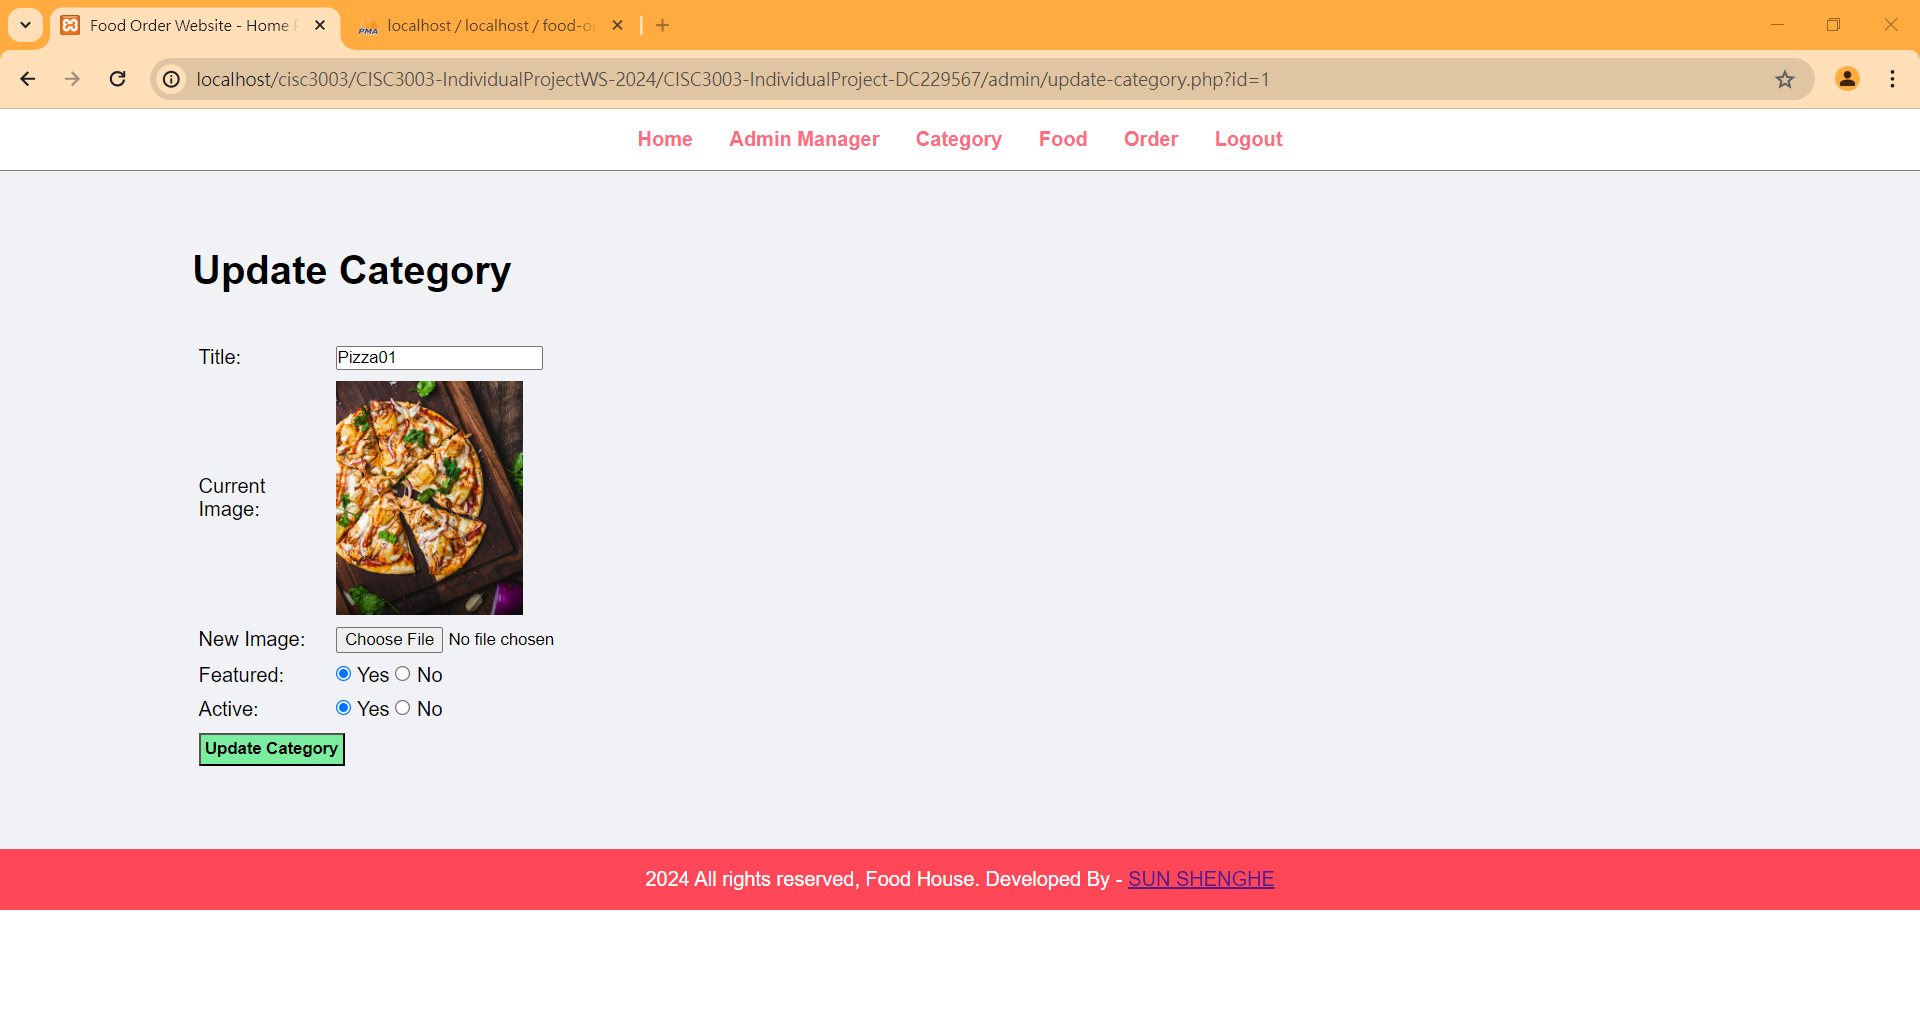 Food Order Website - Home
PMA localhost / localhost / food-o
localhost/cisc3003/CISC3003-IndividualProjectWS-2024/CISC3003-IndividualProject-DC229567/admin/update-category.php?id=1
Home Admin Manager Category Food Order Logout
Update Category
Title: Pizza01
Current
Image:
New Image: Choose File No file chosen
Featured: Yes No
Active: Yes No
Update Category
2024 All rights reserved, Food House. Developed By - SUN SHENGHE